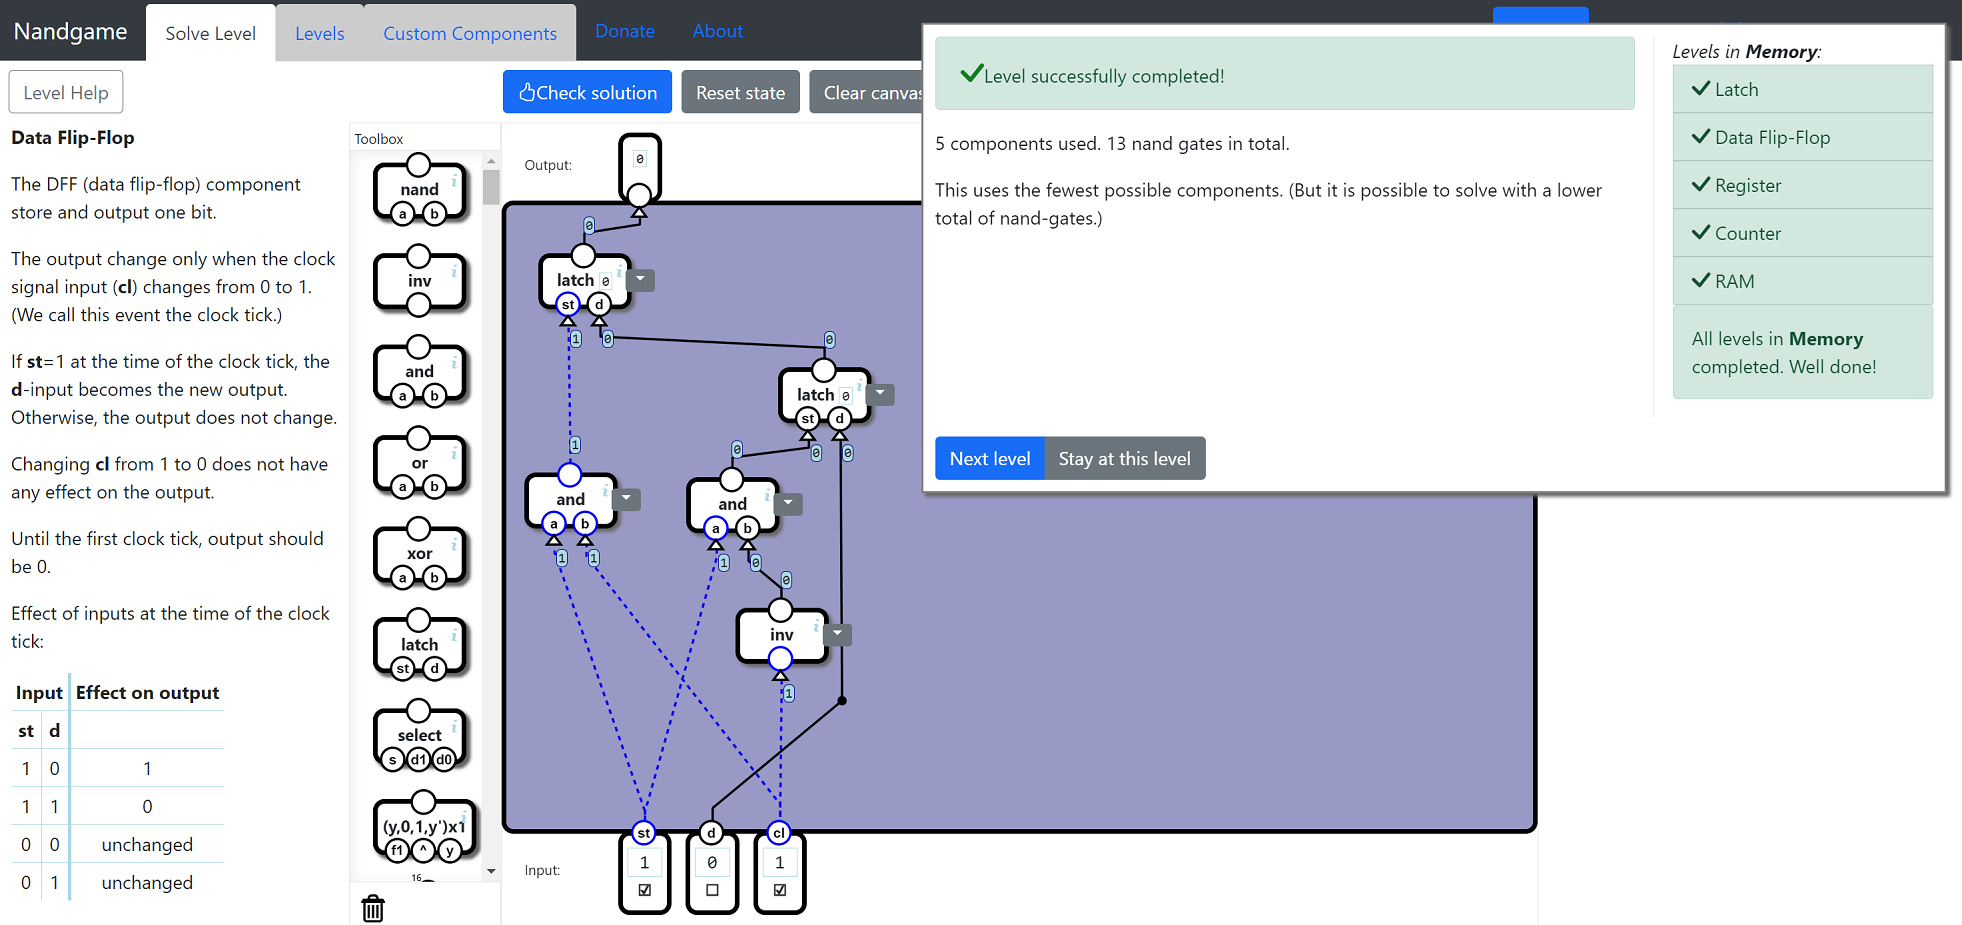 Nandgame
Solve Level
Levels
Custom Components
Donate
About
Level Help
Check solution
Reset state
Clear canvas
Data Flip-Flop
The DFF (data flip-flop) component
store and output one bit.
The output change only when the clock
signal input (cl) changes from 0 to 1.
(We call this event the clock tick.)
If st=1 at the time of the clock tick, the
d-input becomes the new output.
Otherwise, the output does not change.
Changing cl from 1 to 0 does not have
any effect on the output.
Until the first clock tick, output should
be 0.
Effect of inputs at the time of the clock
tick:
Input Effect on output
st d
1 0 1
1 1 0
0 0 unchanged
0 1 unchanged
Toolbox
nand
i
a b
inv
i
and
i
a b
or
i
a b
xor
i
a b
latch
i
st d
select
i
s d1 d0
(y,0,1,y')x1
i
f1 ^ y
16
Output:
0
0
latch 0
i
st d
1 0
0
latch 0
i
st d
0 0
1
and
i
a b
1 1
0
and
i
a b
1 0
0
inv
i
1
st d cl
Input:
1 0 1
Level successfully completed!
5 components used. 13 nand gates in total.
This uses the fewest possible components. (But it is possible to solve with a lower
total of nand-gates.)
Next level
Stay at this level
Levels in Memory:
Latch
Data Flip-Flop
Register
Counter
RAM
All levels in Memory
completed. Well done!